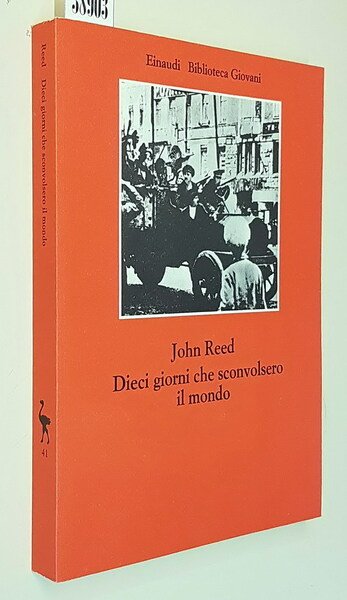 58903
Einaudi Biblioteca Giovani
John Reed
Dieci giorni che sconvolsero
il mondo
Reed Dieci giorni che sconvolsero il mondo
41